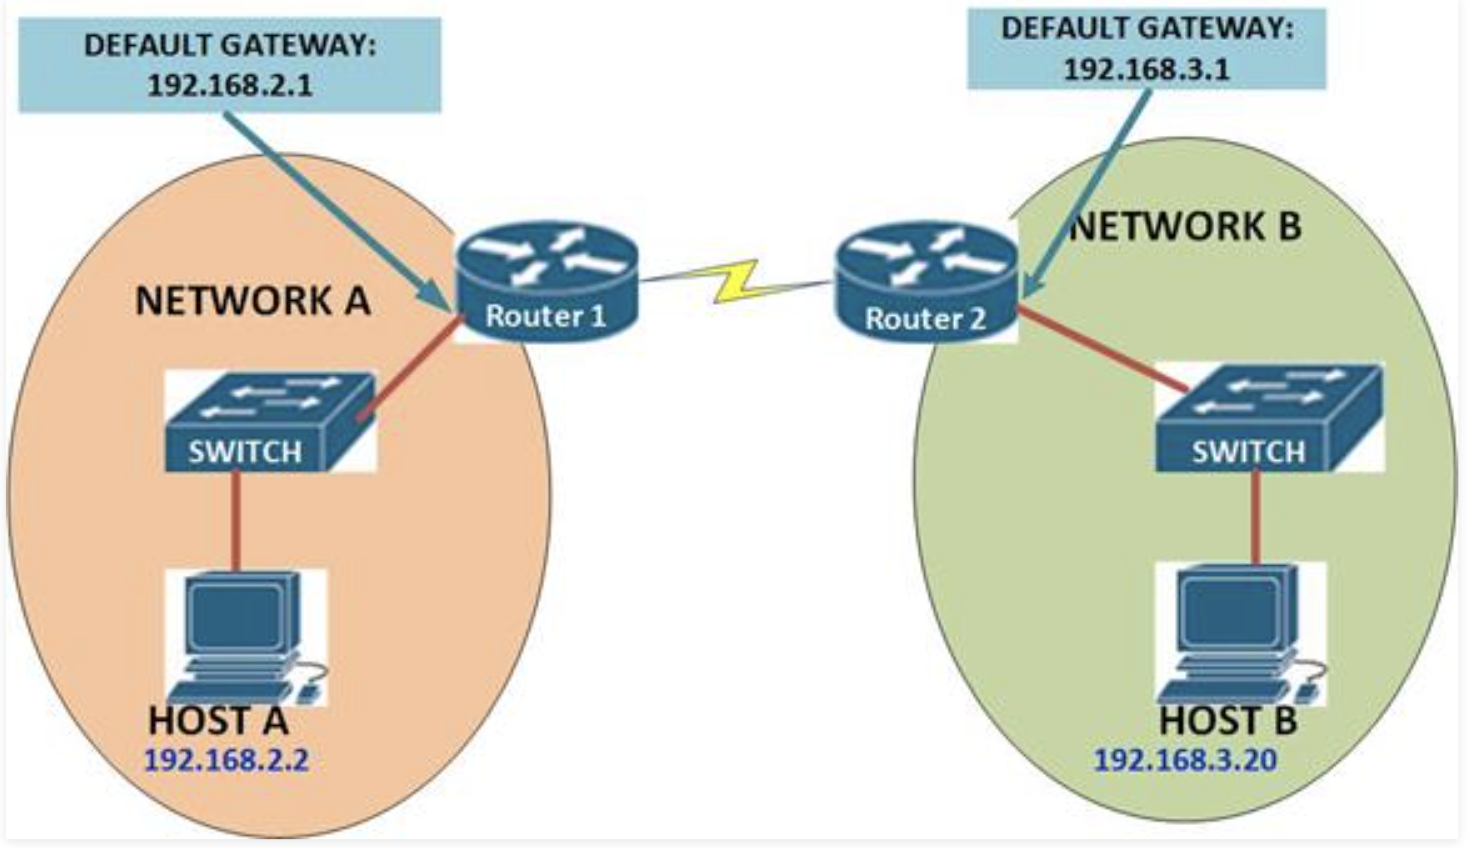 DEFAULT GATEWAY:
192.168.2.1
DEFAULT GATEWAY:
192.168.3.1
NETWORK A
NETWORK B
Router 1
Router 2
SWITCH
SWITCH
HOST A
192.168.2.2
HOST B
192.168.3.20